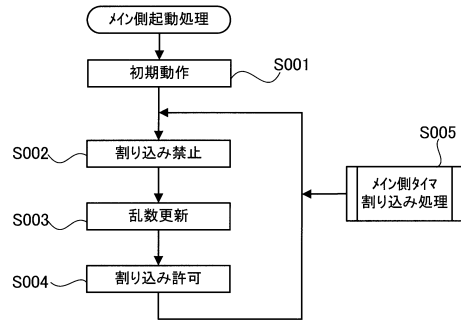 メイン側起動処理
初期動作
S001
S002
割り込み禁止
S003
乱数更新
S004
割り込み許可
S005
メイン側タイマ
割り込み処理